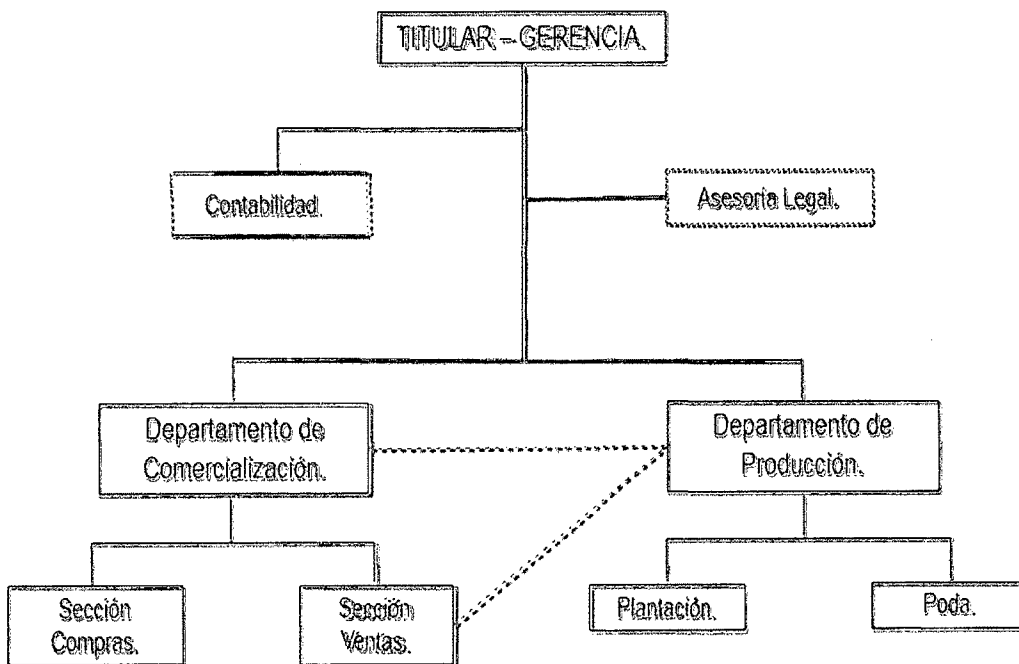 TITULAR – GERENCIA.
Contabilidad.
Asesoría Legal.
Departamento de
Comercialización.
Departamento de
Producción.
Sección
Compras.
Sección
Ventas.
Plantación.
Poda.